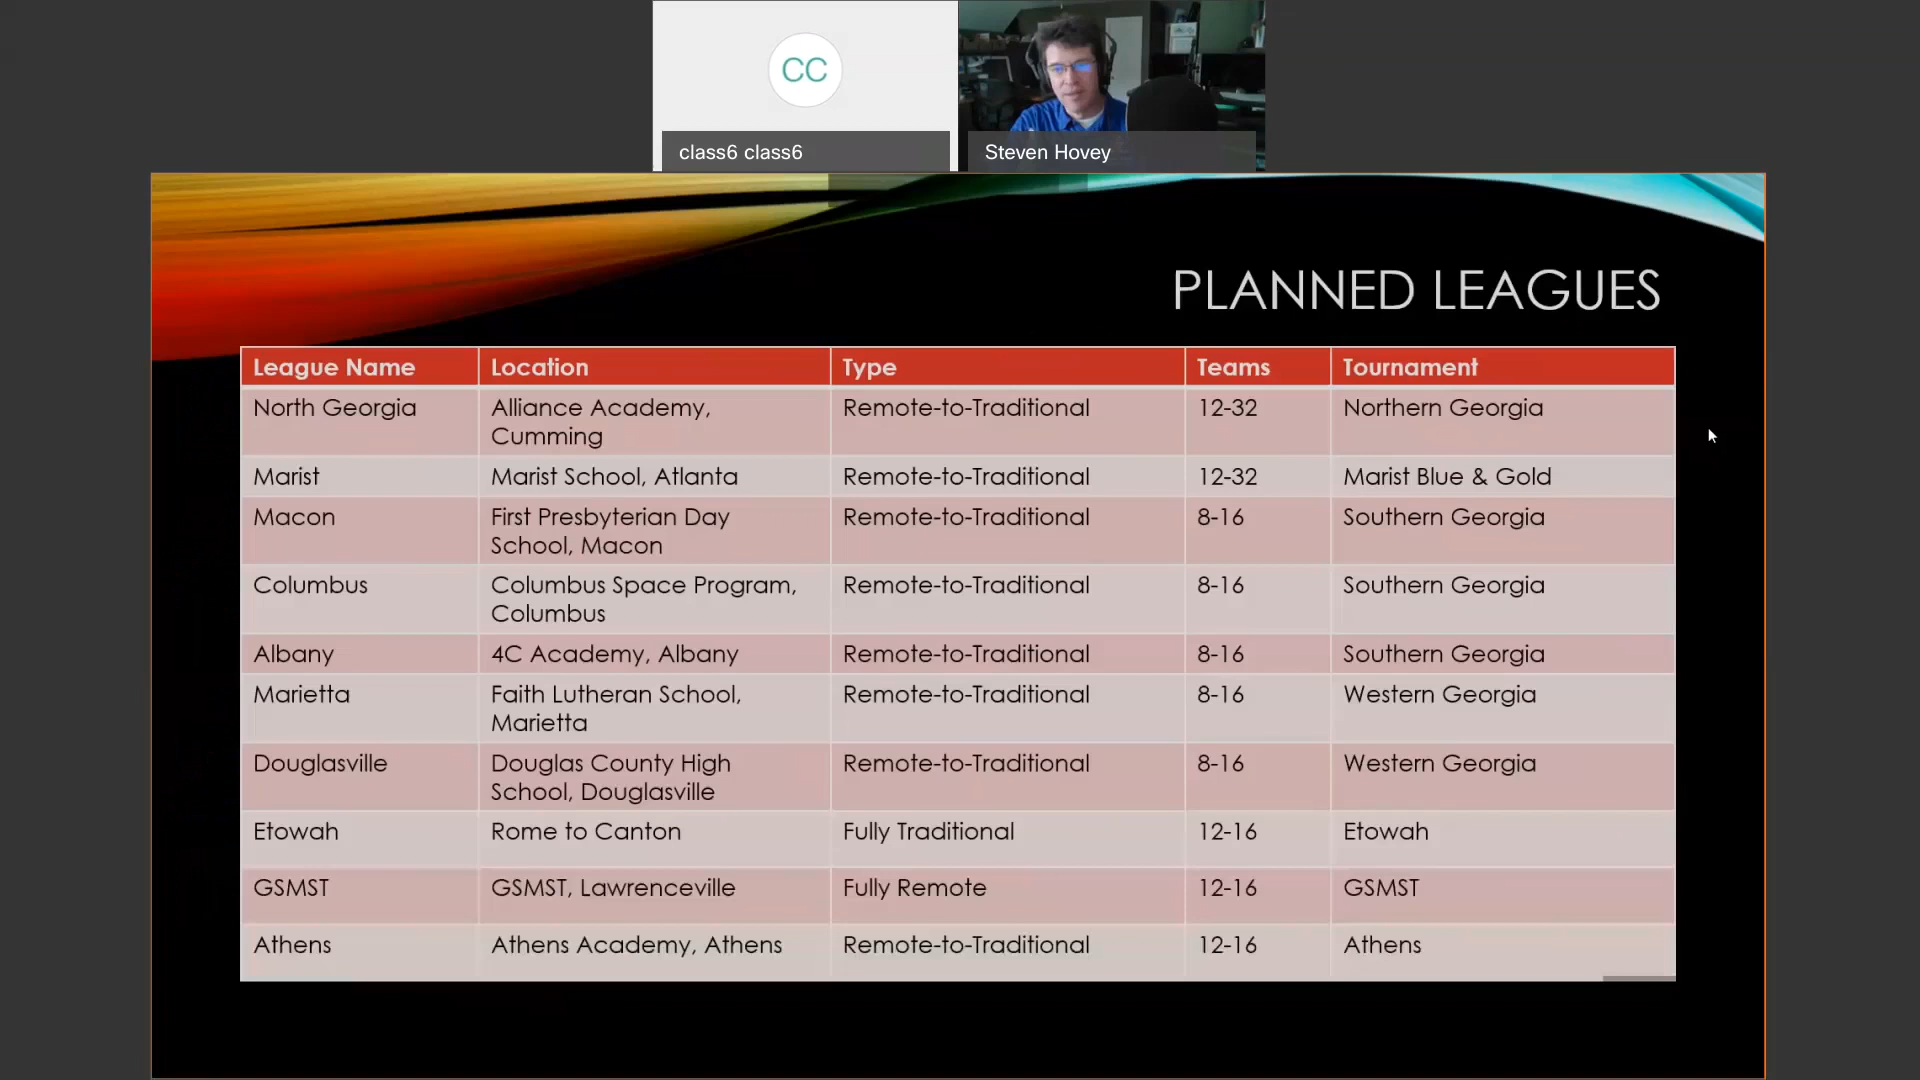 CC
class6 class6
Steven Hovey
PLANNED LEAGUES
League Name Location Type Teams Tournament
North Georgia Alliance Academy, Remote-to-Traditional 12-32 Northern Georgia
Cumming
Marist Marist School, Atlanta Remote-to-Traditional 12-32 Marist Blue & Gold
Macon First Presbyterian Day Remote-to-Traditional 8-16 Southern Georgia
School, Macon
Columbus Columbus Space Program, Remote-to-Traditional 8-16 Southern Georgia
Columbus
Albany 4C Academy, Albany Remote-to-Traditional 8-16 Southern Georgia
Marietta Faith Lutheran School, Remote-to-Traditional 8-16 Western Georgia
Marietta
Douglasville Douglas County High Remote-to-Traditional 8-16 Western Georgia
School, Douglasville
Etowah Rome to Canton Fully Traditional 12-16 Etowah
GSMST GSMST, Lawrenceville Fully Remote 12-16 GSMST
Athens Athens Academy, Athens Remote-to-Traditional 12-16 Athens